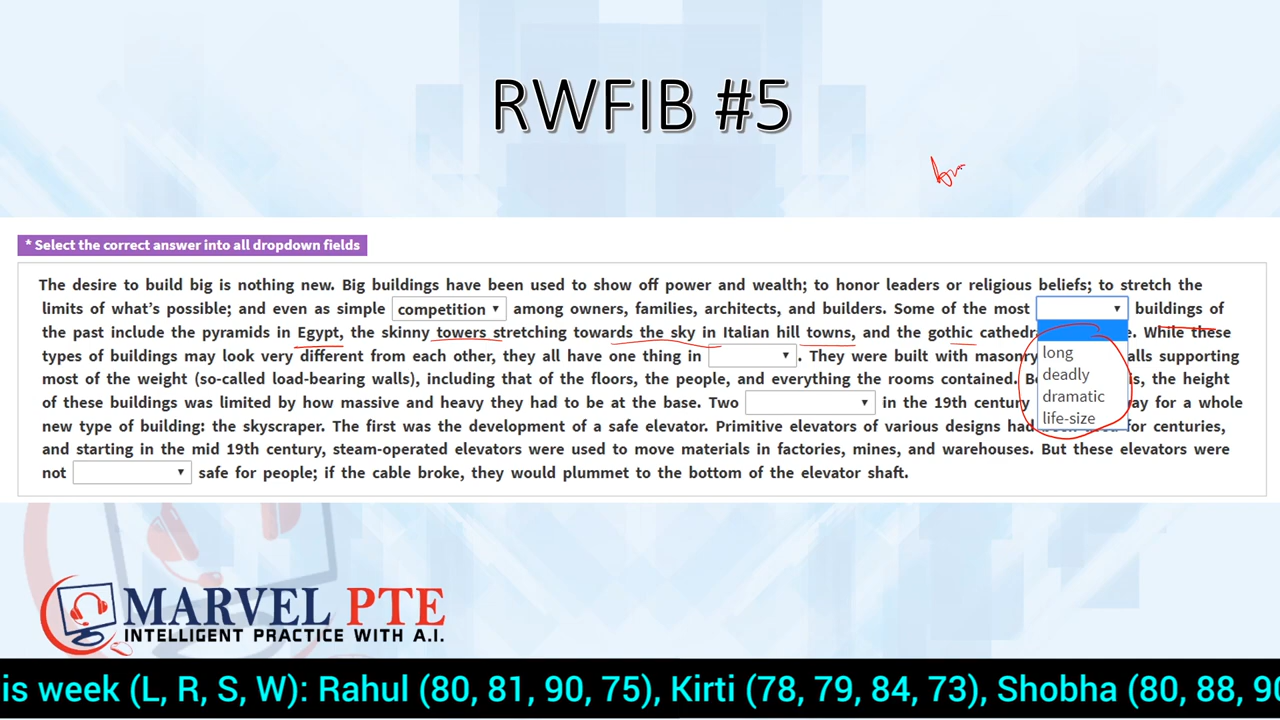 RWFIB #5
* Select the correct answer into all dropdown fields
The desire to build big is nothing new. Big buildings have been used to show off power and wealth; to honor leaders or religious beliefs; to stretch the
limits of what's possible; and even as simple competition among owners, families, architects, and builders. Some of the most buildings of
the past include the pyramids in Egypt, the skinny towers stretching towards the sky in Italian hill towns, and the gothic While these
types of buildings may look very different from each other, they all have one thing in . They were built with masonry supporting
long
most of the weight (so-called load-bearing walls), including that of the floors, the people, and everything the rooms contained. the height
deadly
of these buildings was limited by how massive and heavy they had to be at the base. Two in the 19th century for a whole
dramatic
new type of building: the skyscraper. The first was the development of a safe elevator. Primitive elevators of various designs had for centuries,
life-size
and starting in the mid 19th century, steam-operated elevators were used to move materials in factories, mines, and warehouses. But these elevators were
not safe for people; if the cable broke, they would plummet to the bottom of the elevator shaft.
MARVEL PTE
INTELLIGENT PRACTICE WITH A.I.
is week (L, R, S, W): Rahul (80, 81, 90, 75), Kirti (78, 79, 84, 73), Shobha (80, 88, 90